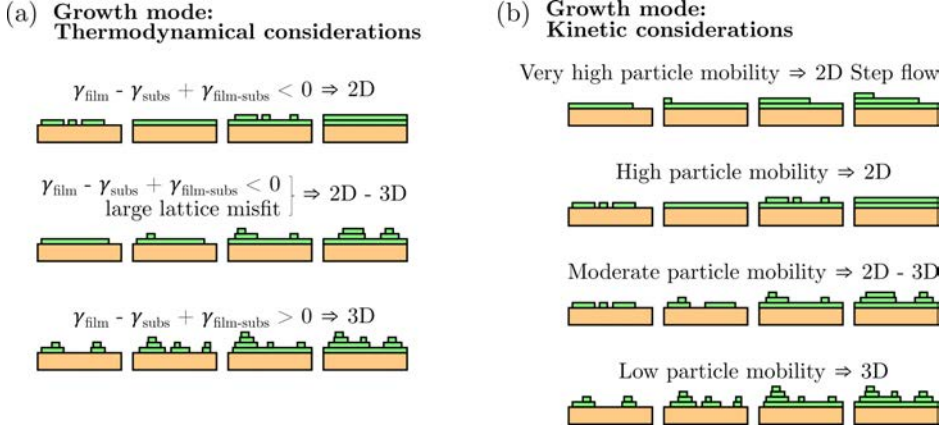 (a) Growth mode:
Thermodynamical considerations
γfilm - γsubs + γfilm-subs < 0 ⇒ 2D
γfilm - γsubs + γfilm-subs < 0
large lattice misfit ⇒ 2D - 3D
γfilm - γsubs + γfilm-subs > 0 ⇒ 3D
(b) Growth mode:
Kinetic considerations
Very high particle mobility ⇒ 2D Step flow
High particle mobility ⇒ 2D
Moderate particle mobility ⇒ 2D - 3D
Low particle mobility ⇒ 3D